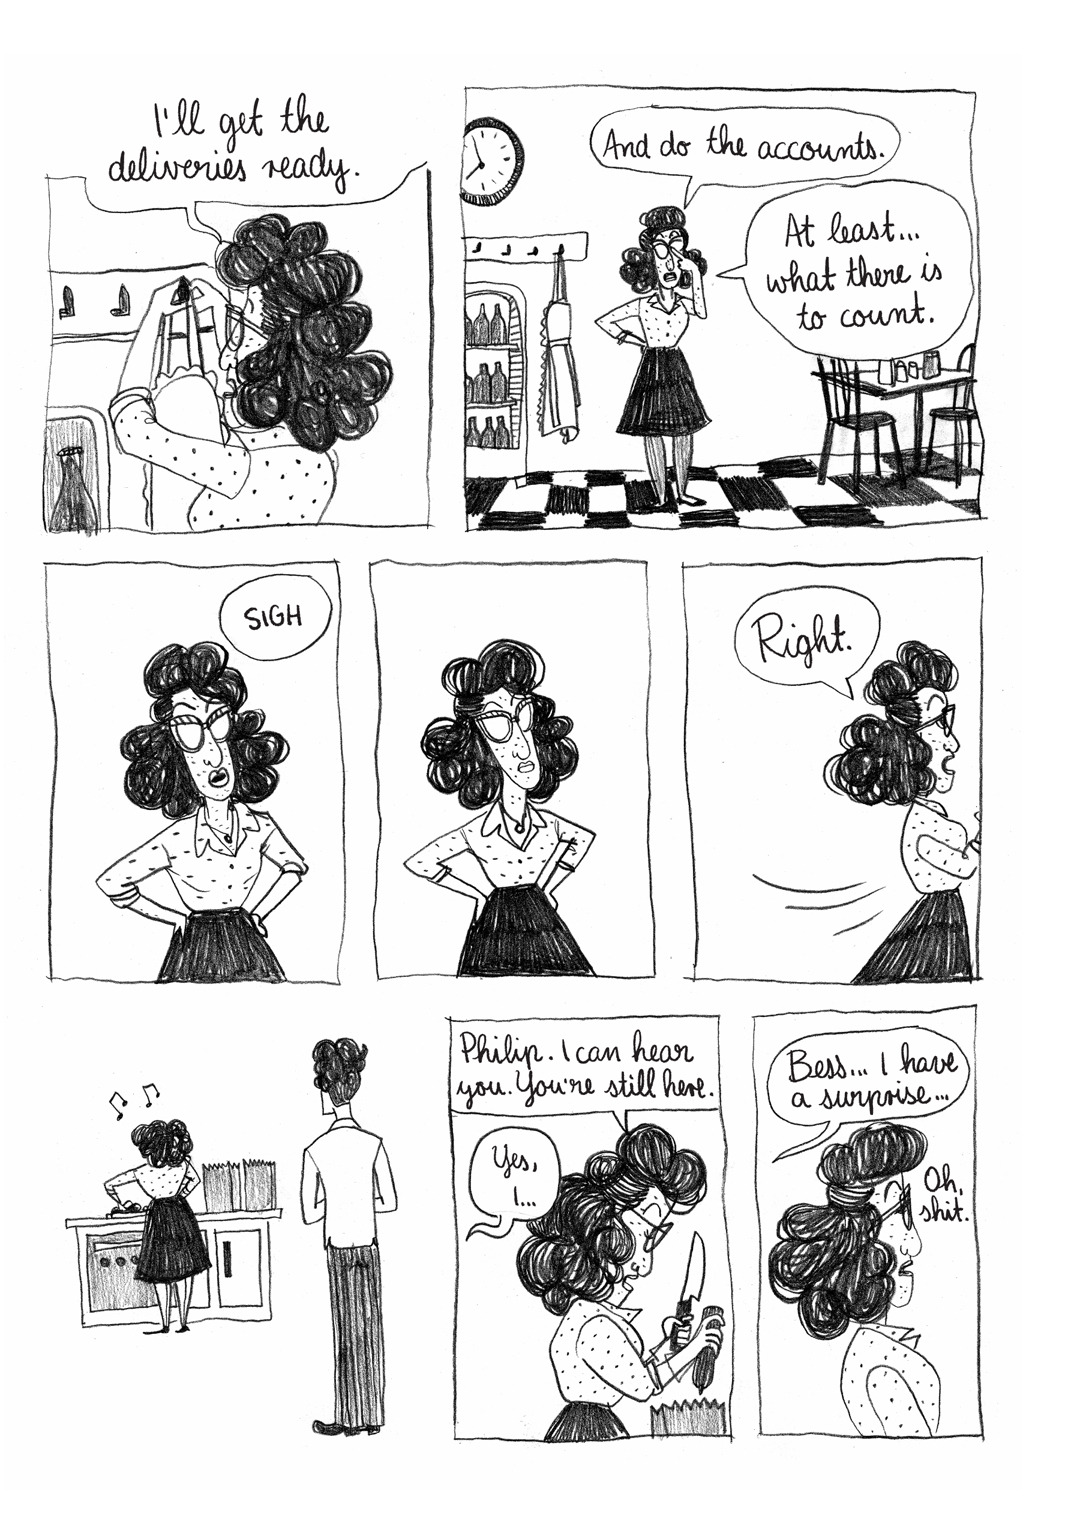 I'll get the
deliveries ready.
And do the accounts.
At least...
what there is
to count.
SIGH
Right.
Philip. I can hear
you. You're still here.
Yes,
I...
Bess... I have
a surprise...
Oh,
shit.